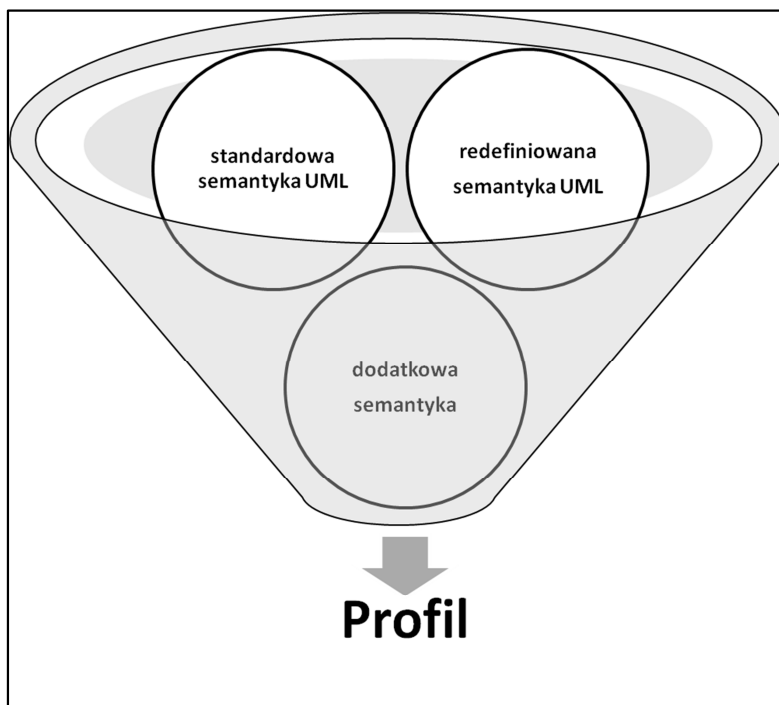 standardowa
semantyka UML
redefiniowana
semantyka UML
dodatkowa
semantyka
Profil